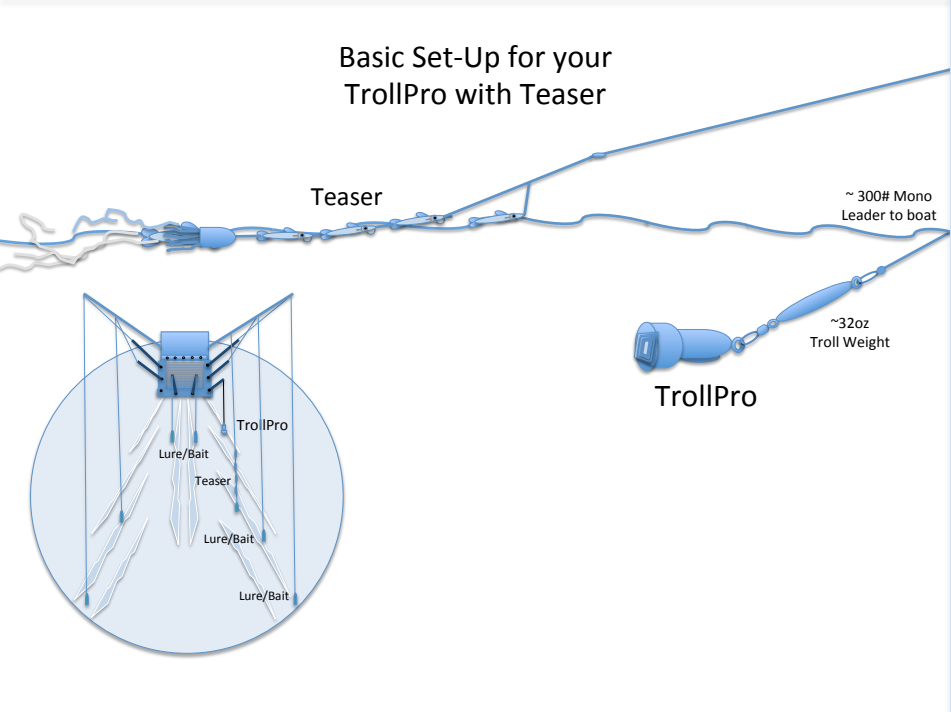 Basic Set-Up for your
TrollPro with Teaser
Teaser
~ 300# Mono
Leader to boat
~32oz
Troll Weight
TrollPro
TrollPro
Lure/Bait
Teaser
Lure/Bait
Lure/Bait